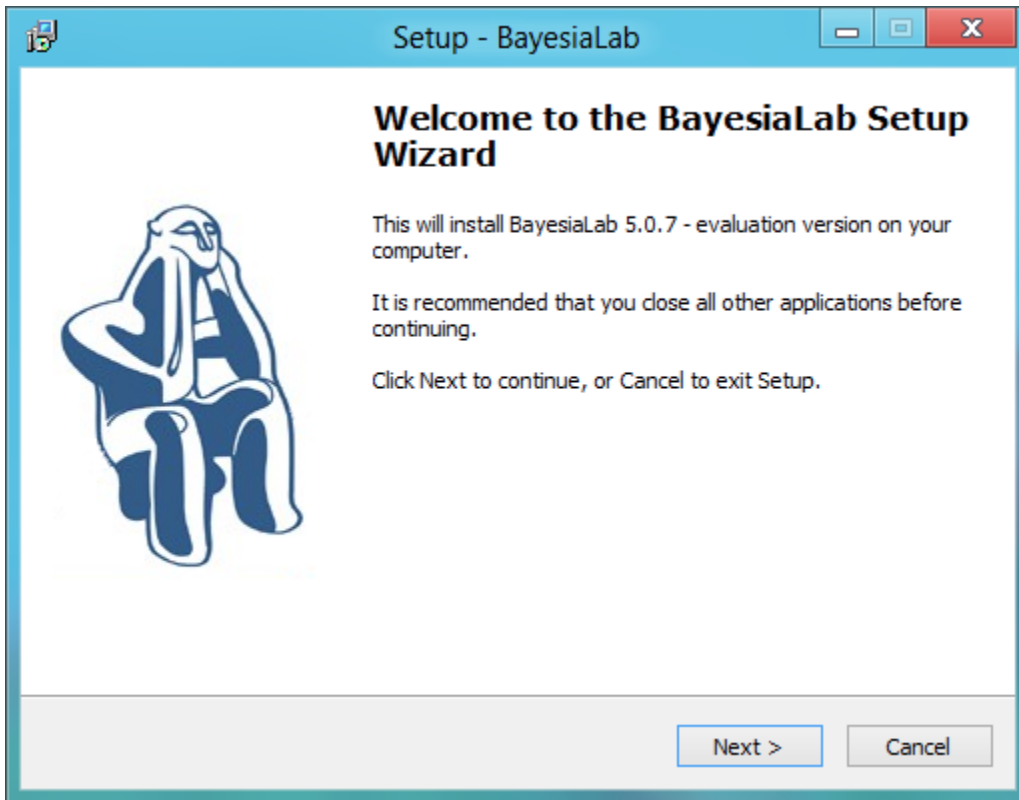 Setup - BayesiaLab
Welcome to the BayesiaLab Setup
Wizard
This will install BayesiaLab 5.0.7 - evaluation version on your
computer.
It is recommended that you close all other applications before
continuing.
Click Next to continue, or Cancel to exit Setup.
Next >
Cancel